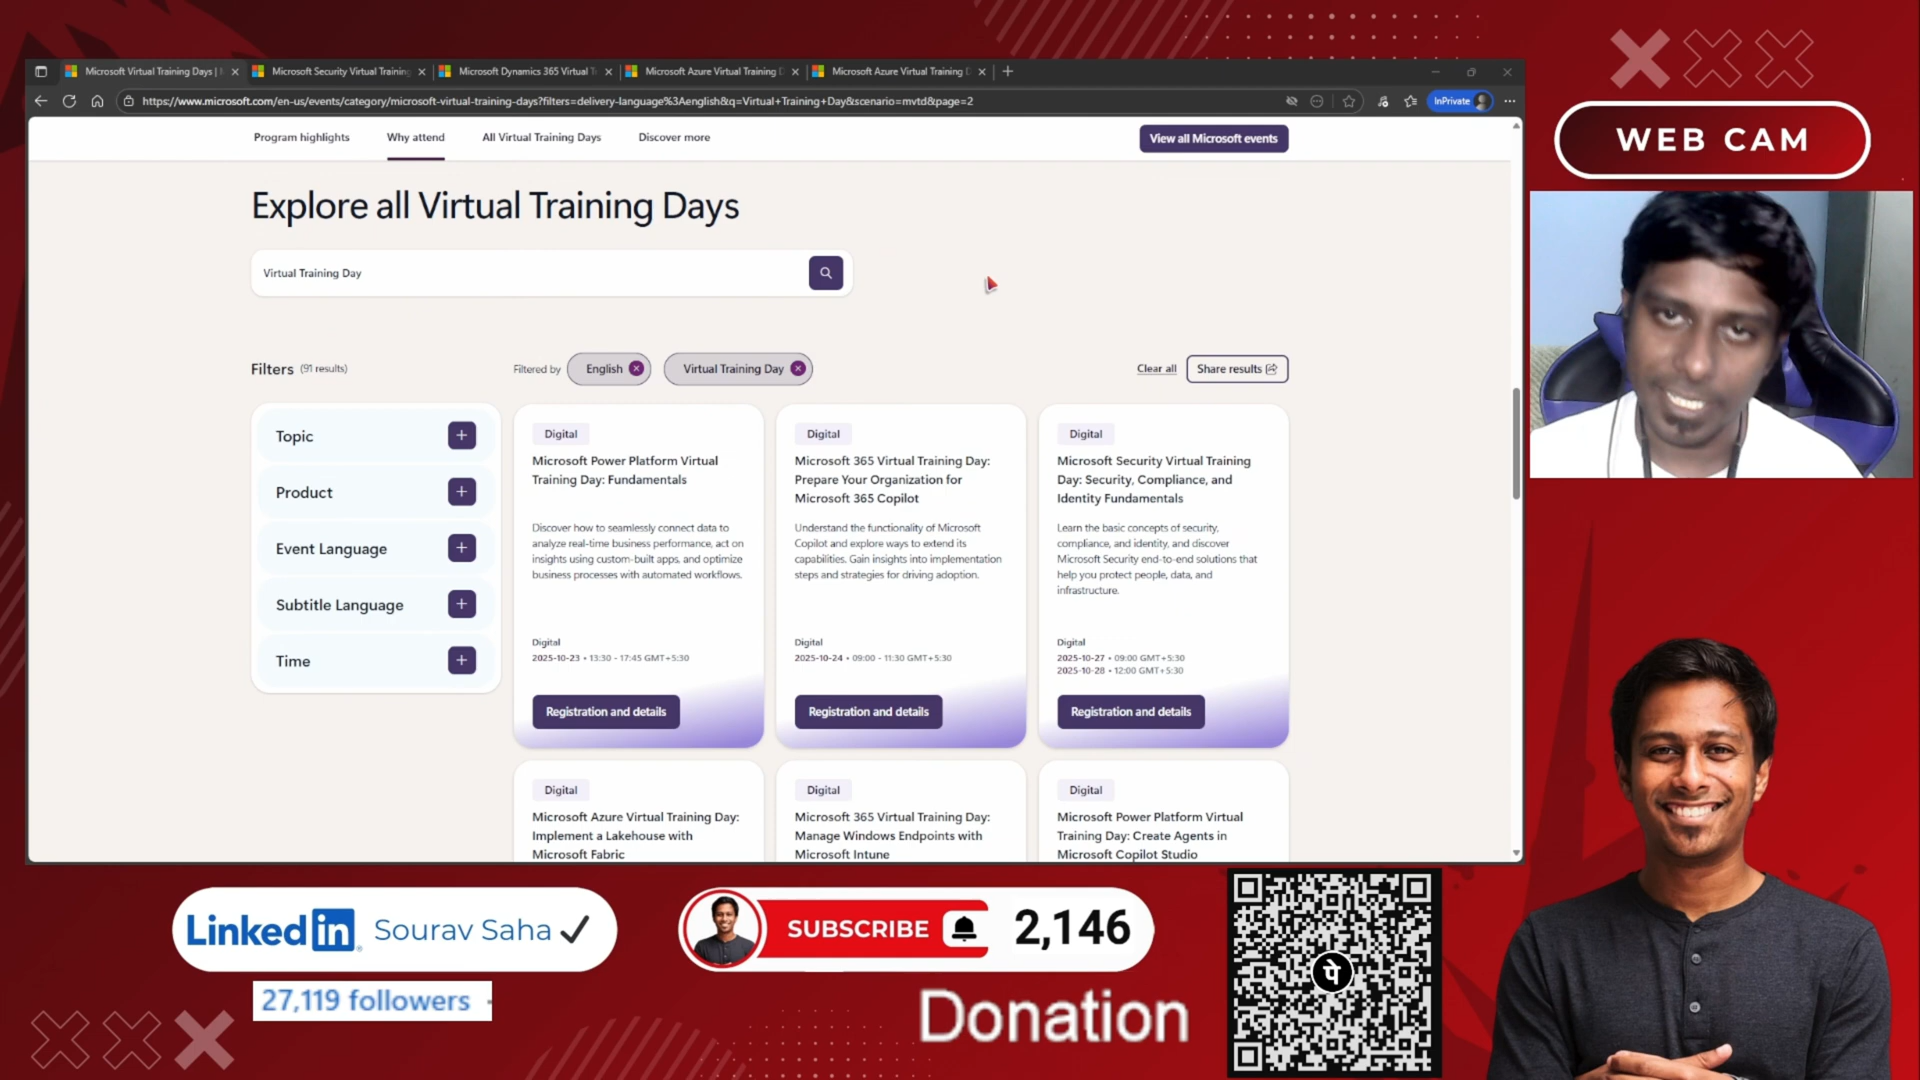 Microsoft Virtual Training Days |
Microsoft Security Virtual Training
Microsoft Dynamics 365 Virtual T
Microsoft Azure Virtual Training D
Microsoft Azure Virtual Training D
https://www.microsoft.com/en-us/events/category/microsoft-virtual-training-days?filters=delivery-language%3Aenglish&q=Virtual+Training+Day&scenario=mvtd&page=2
InPrivate
Program highlights
Why attend
All Virtual Training Days
Discover more
View all Microsoft events
WEB CAM
Explore all Virtual Training Days
Virtual Training Day
Filters (91 results)
Filtered by
English
Virtual Training Day
Clear all
Share results
Topic
Product
Event Language
Subtitle Language
Time
Digital
Microsoft Power Platform Virtual
Training Day: Fundamentals
Discover how to seamlessly connect data to
analyze real-time business performance, act on
insights using custom-built apps, and optimize
business processes with automated workflows.
Digital
2025-10-23 • 13:30 - 17:45 GMT+5:30
Registration and details
Digital
Microsoft 365 Virtual Training Day:
Prepare Your Organization for
Microsoft 365 Copilot
Understand the functionality of Microsoft
Copilot and explore ways to extend its
capabilities. Gain insights into implementation
steps and strategies for driving adoption.
Digital
2025-10-24 • 09:00 - 11:30 GMT+5:30
Registration and details
Digital
Microsoft Security Virtual Training
Day: Security, Compliance, and
Identity Fundamentals
Learn the basic concepts of security,
compliance, and identity, and discover
Microsoft Security end-to-end solutions that
help you protect people, data, and
infrastructure.
Digital
2025-10-27 • 09:00 GMT+5:30
2025-10-28 • 12:00 GMT+5:30
Registration and details
Digital
Microsoft Azure Virtual Training Day:
Implement a Lakehouse with
Microsoft Fabric
Digital
Microsoft 365 Virtual Training Day:
Manage Windows Endpoints with
Microsoft Intune
Digital
Microsoft Power Platform Virtual
Training Day: Create Agents in
Microsoft Copilot Studio
Linked in Sourav Saha
27,119 followers
SUBSCRIBE
2,146
Donation
पे